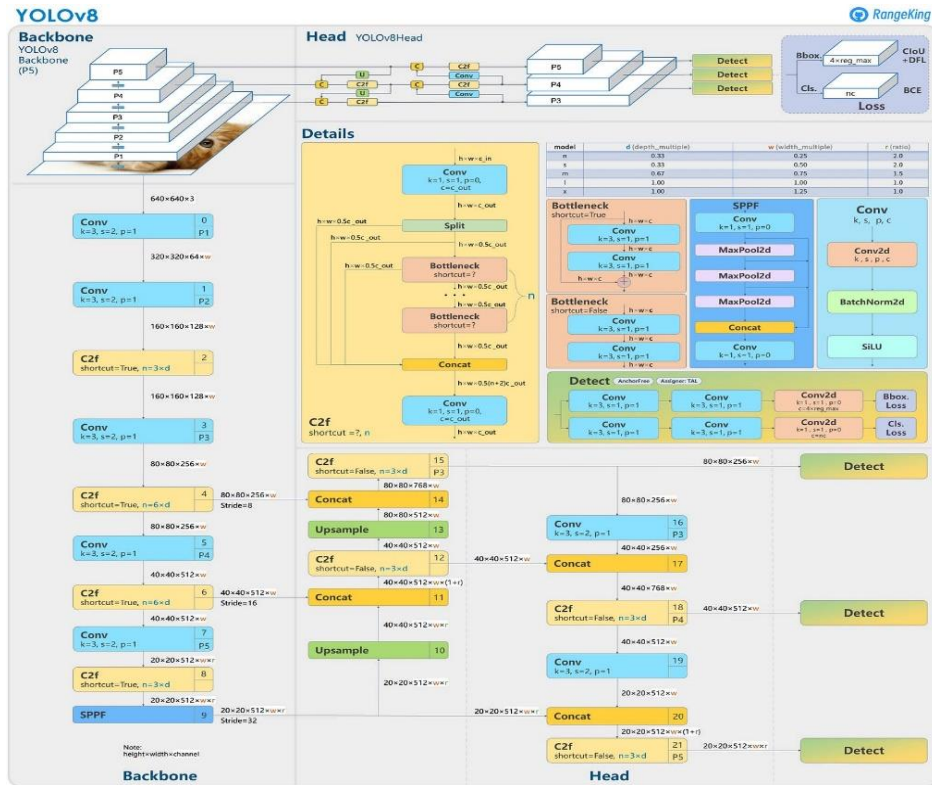 YOLOv8
RangeKing
Backbone
YOLOv8
Backbone
(P5)
P5
P4
P3
P2
P1
Head YOLOv8Head
C C2f
U Conv
C C2f C C2f
U Conv
C C2f
P5
P4
P3
Detect
Detect
Detect
Bbox.
4×reg_max
CIoU
+DFL
Cls.
nc
BCE
Loss
640×640×3
Conv 0
k=3, s=2, p=1 P1
320×320×64×w
Conv 1
k=3, s=2, p=1 P2
160×160×128×w
C2f 2
shortcut=True, n=3×d
160×160×128×w
Conv 3
k=3, s=2, p=1 P3
80×80×256×w
C2f 4
shortcut=True, n=6×d
80×80×256×w
Stride=8
80×80×256×w
Conv 5
k=3, s=2, p=1 P4
40×40×512×w
C2f 6
shortcut=True, n=6×d
40×40×512×w
Stride=16
40×40×512×w
Conv 7
k=3, s=2, p=1 P5
20×20×512×w×r
C2f 8
shortcut=True, n=3×d
20×20×512×w×r
SPPF 9
20×20×512×w×r
Stride=32
Note:
height×width×channel
Backbone
Details
h=w=c_in
Conv
k=1, s=1, p=0,
c=c_out
h=w=c_out
h=w=0.5c_out
Split
h=w=0.5c_out
h=w=0.5c_out
Bottleneck
shortcut=?
h=w=0.5c_out
n
. . .
h=w=0.5c_out
Bottleneck
shortcut=?
h=w=0.5c_out
Concat
h=w=0.5(n+2)c_out
Conv
k=1, s=1, p=0,
c=c_out
h=w=c_out
C2f
shortcut =?, n
model d (depth_multiple) w (width_multiple) r (ratio)
n 0.33 0.25 2.0
s 0.33 0.50 2.0
m 0.67 0.75 1.5
l 1.00 1.00 1.0
x 1.00 1.25 1.0
Bottleneck
shortcut=True
h=w=c
Conv
k=3, s=1, p=1
h=w=c
Conv
k=3, s=1, p=1
h=w=c
h=w=c
Bottleneck
shortcut=False
h=w=c
Conv
k=3, s=1, p=1
h=w=c
Conv
k=3, s=1, p=1
h=w=c
SPPF
Conv
k=1, s=1, p=0
MaxPool2d
MaxPool2d
MaxPool2d
Concat
Conv
k=1, s=1, p=0
Conv
k, s, p, c
Conv2d
k, s, p, c
BatchNorm2d
SiLU
Detect AnchorFree Assigner: TAL
Conv
k=3, s=1, p=1
Conv
k=3, s=1, p=1
Conv2d
k=1, s=1, p=0
c=4×reg_max
Bbox.
Loss
Conv
k=3, s=1, p=1
Conv
k=3, s=1, p=1
Conv2d
k=1, s=1, p=0
c=nc
Cls.
Loss
C2f 15
shortcut=False, n=3×d P3
80×80×256×w
Detect
80×80×768×w
Concat 14
80×80×512×w
Upsample 13
C2f 12
shortcut=False, n=3×d
40×40×512×w
40×40×512×w×(1+r)
Concat 11
40×40×512×w×r
Upsample 10
20×20×512×w×r
80×80×256×w
Conv 16
k=3, s=2, p=1 P3
40×40×256×w
Concat 17
40×40×768×w
C2f 18
shortcut=False, n=3×d P4
40×40×512×w
Detect
40×40×512×w
Conv 19
k=3, s=2, p=1
20×20×512×w
20×20×512×w×r
Concat 20
20×20×512×w×(1+r)
C2f 21
shortcut=False, n=3×d P5
20×20×512×w×r
Detect
Head